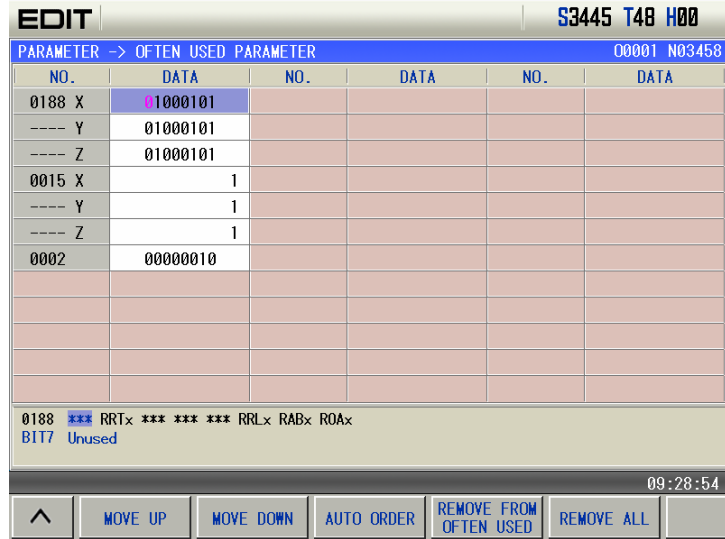 EDIT S3445 T48 H00
PARAMETER -> OFTEN USED PARAMETER O0001 N03458
NO. DATA NO. DATA NO. DATA
0188 X 01000101
---- Y 01000101
---- Z 01000101
0015 X 1
---- Y 1
---- Z 1
0002 00000010
0188 *** RRTx *** *** *** RRLx RABx ROAx
BIT7 Unused
09:28:54
MOVE UP MOVE DOWN AUTO ORDER REMOVE FROM OFTEN USED REMOVE ALL